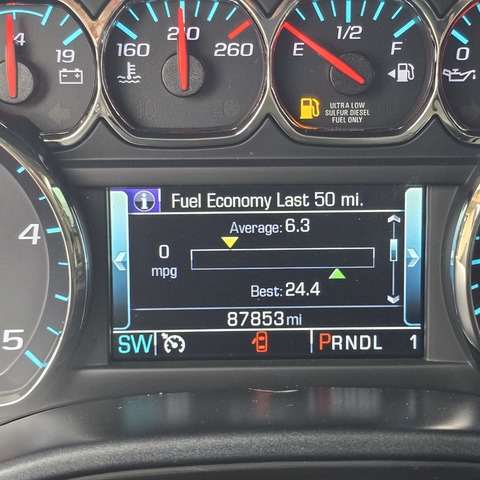 14
19
160
210
260
E
1/2
F
0
ULTRA LOW
SULFUR DIESEL
FUEL ONLY
i Fuel Economy Last 50 mi.
Average: 6.3
0
mpg
Best: 24.4
87853 mi
SW
PRNDL 1
4
5